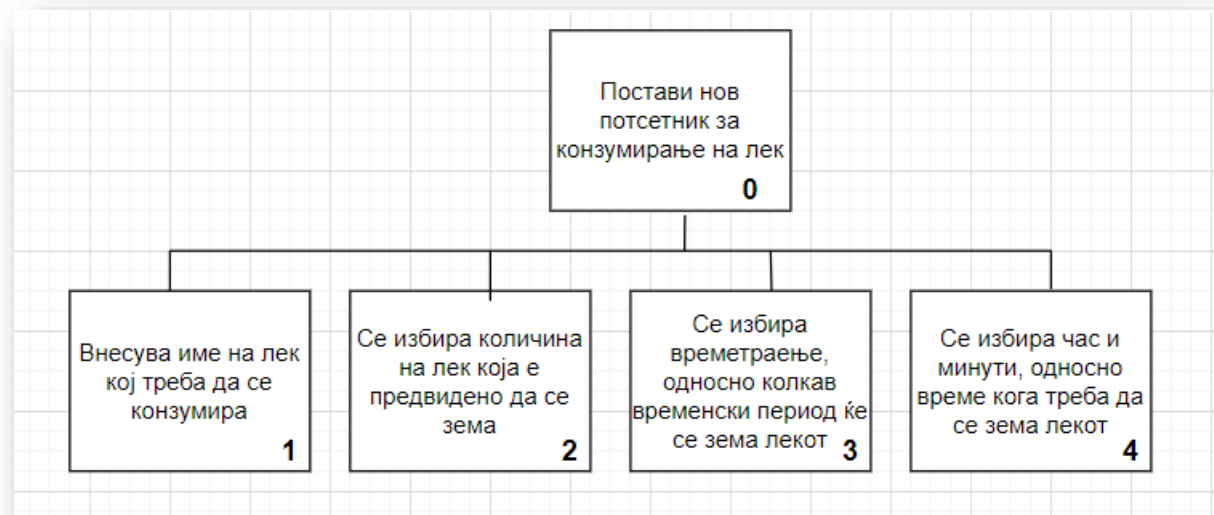 Постави нов
потсетник за
конзумирање на лек
0
Внесува име на лек
кој треба да се
конзумира
1
Се избира количина
на лек која е
предвидено да се
зема
2
Се избира
времетраење,
односно колкав
временски период ќе
се зема лекот
3
Се избира час и
минути, односно
време кога треба да
се зема лекот
4